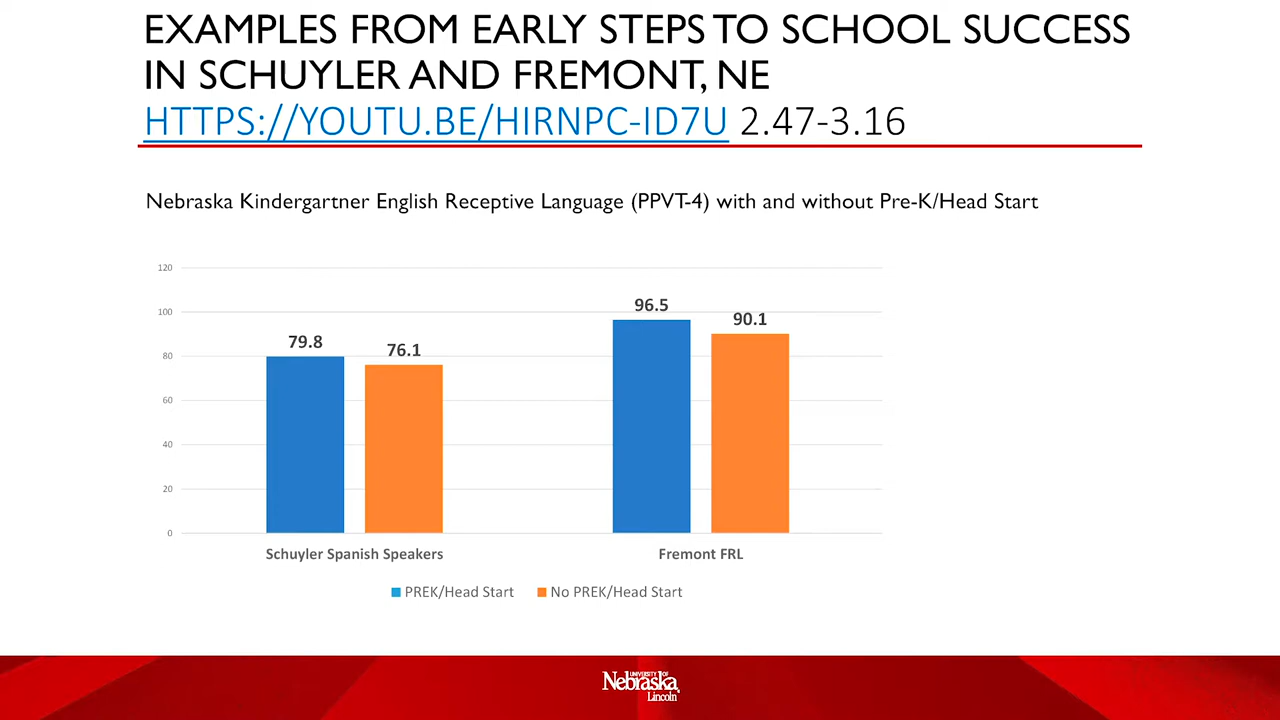 EXAMPLES FROM EARLY STEPS TO SCHOOL SUCCESS
IN SCHUYLER AND FREMONT, NE
HTTPS://YOUTU.BE/HIRNPC-ID7U 2.47-3.16
Nebraska Kindergartner English Receptive Language (PPVT-4) with and without Pre-K/Head Start
120
100
80
60
40
20
0
79.8
76.1
96.5
90.1
Schuyler Spanish Speakers
Fremont FRL
PREK/Head Start
No PREK/Head Start
UNIVERSITY OF
Nebraska
Lincoln